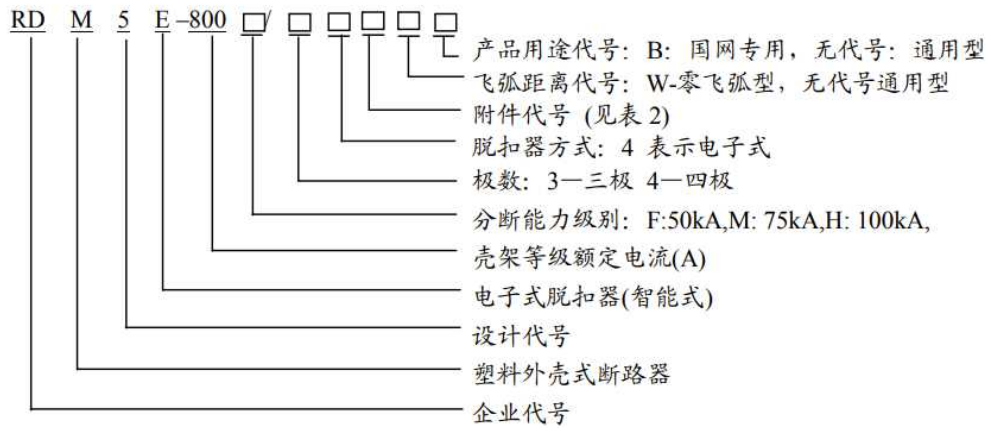 RD M 5 E-800 □/ □ □ □ □ □
产品用途代号：B：国网专用，无代号：通用型
飞弧距离代号：W-零飞弧型，无代号通用型
附件代号 (见表 2)
脱扣器方式：4 表示电子式
极数：3—三极 4—四极
分断能力级别：F:50kA,M: 75kA,H: 100kA,
壳架等级额定电流(A)
电子式脱扣器(智能式)
设计代号
塑料外壳式断路器
企业代号